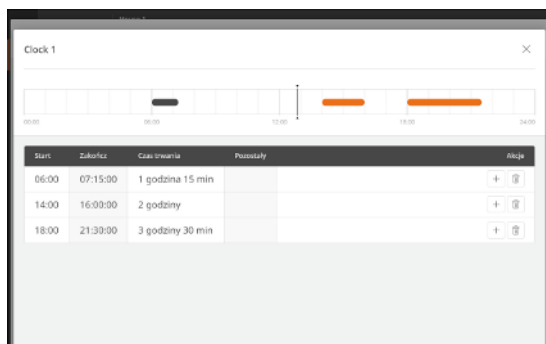 Clock 1
00:00 06:00 12:00 18:00 24:00
Start Zakończ Czas trwania Pozostały Akcje
06:00 07:15:00 1 godzina 15 min
14:00 16:00:00 2 godziny
18:00 21:30:00 3 godziny 30 min